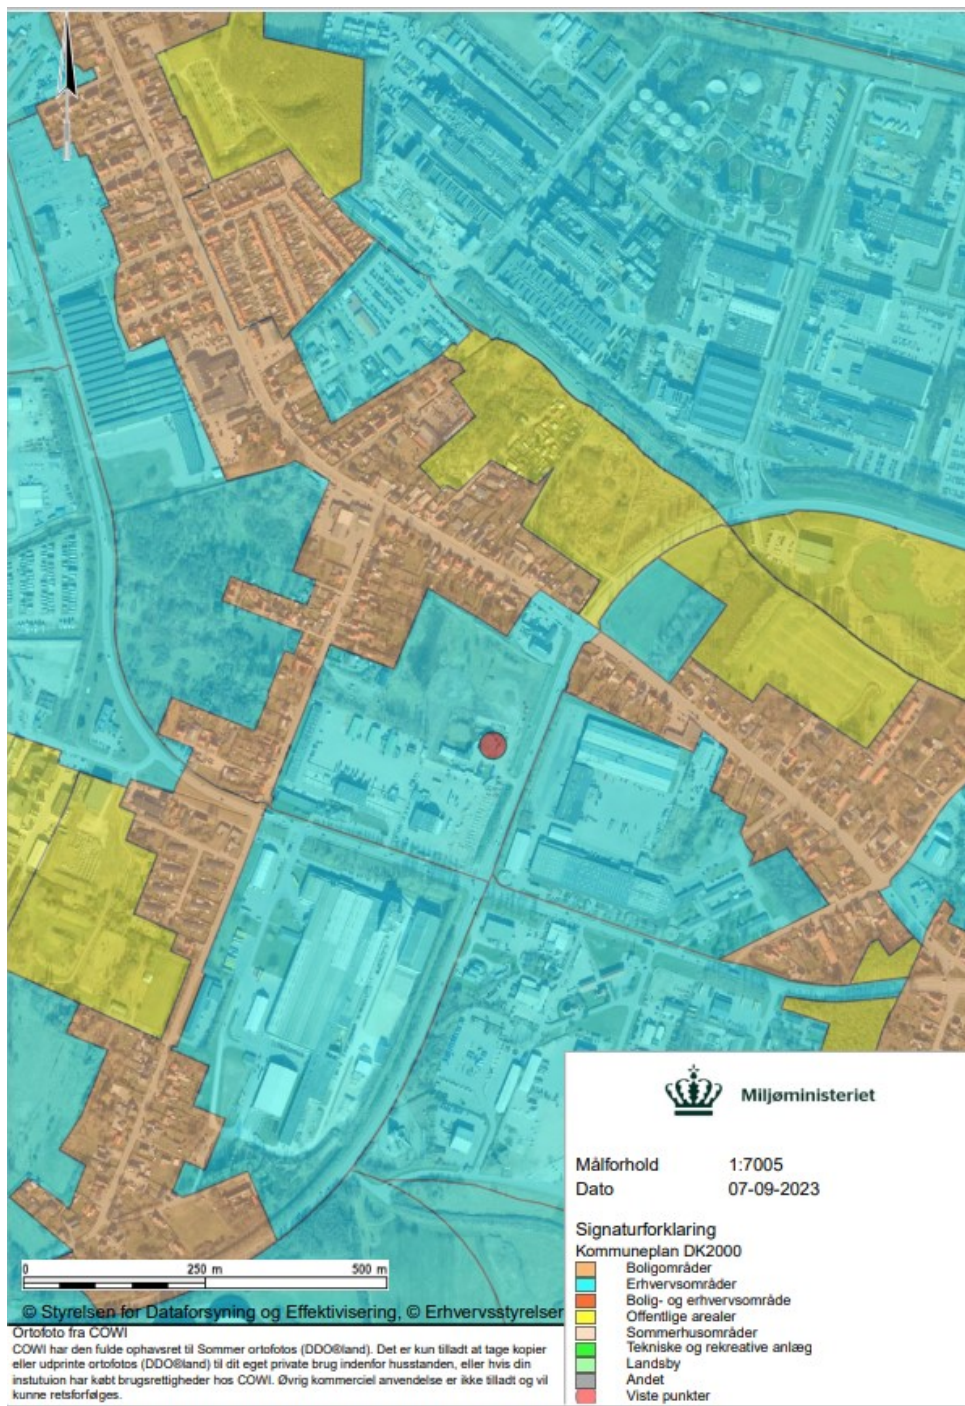 Miljøministeriet
Målforhold 1:7005
Dato 07-09-2023
Signaturforklaring
Kommuneplan DK2000
Boligområder
Erhvervsområder
Bolig- og erhvervsområde
Offentlige arealer
Sommerhusområder
Tekniske og rekreative anlæg
Landsby
Andet
Viste punkter
0 250 m 500 m
© Styrelsen for Dataforsyning og Effektivisering, © Erhvervsstyrelser
Ortofoto fra COWI
COWI har den fulde ophavsret til Sommer ortofotos (DDO®land). Det er kun tilladt at tage kopier
eller udprinte ortofotos (DDO®land) til dit eget private brug indenfor husstanden, eller hvis din
instutuion har købt brugsrettigheder hos COWI. Øvrig kommerciel anvendelse er ikke tilladt og vil
kunne retsforfølges.